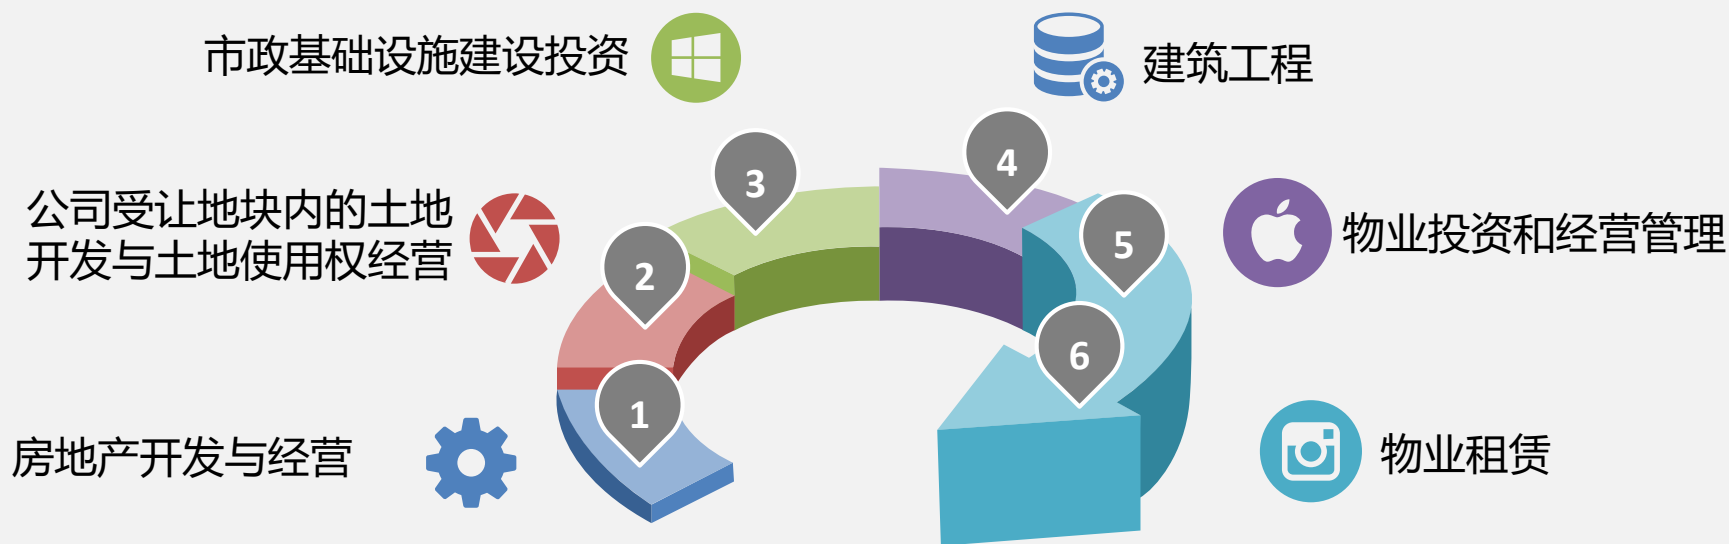 市政基础设施建设投资
建筑工程
3
4
公司受让地块内的土地
开发与土地使用权经营
2
5
物业投资和经营管理
6
1
房地产开发与经营
物业租赁